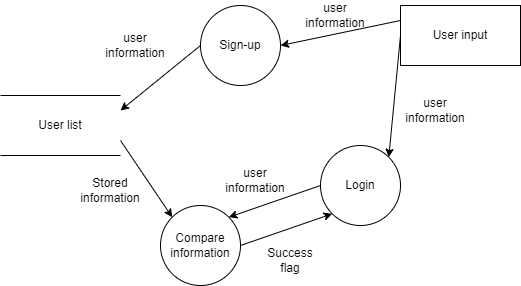 user
information
Sign-up
User input
user
information
user
information
User list
Stored
information
user
information
Login
Compare
information
Success
flag